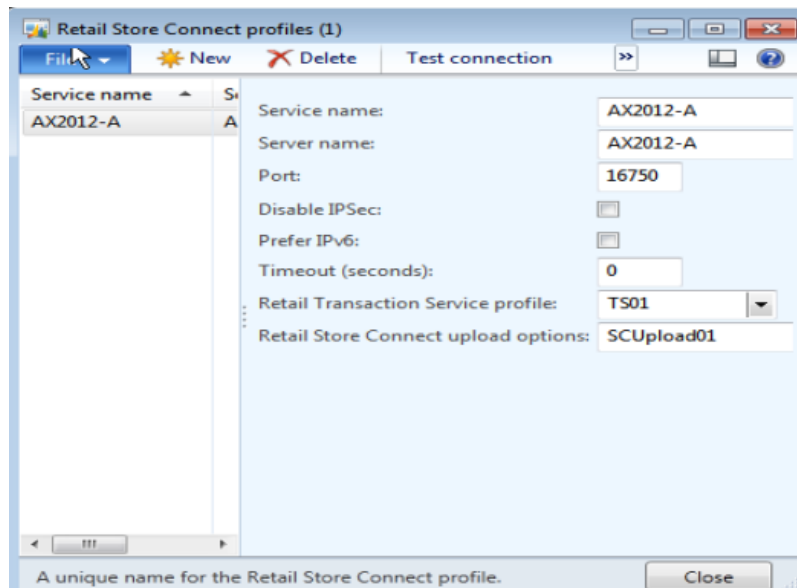 Retail Store Connect profiles (1)
File New Delete Test connection »
Service name
AX2012-A A
Service name: AX2012-A
Server name: AX2012-A
Port: 16750
Disable IPSec:
Prefer IPv6:
Timeout (seconds): 0
Retail Transaction Service profile: TS01
Retail Store Connect upload options: SCUpload01
A unique name for the Retail Store Connect profile. Close